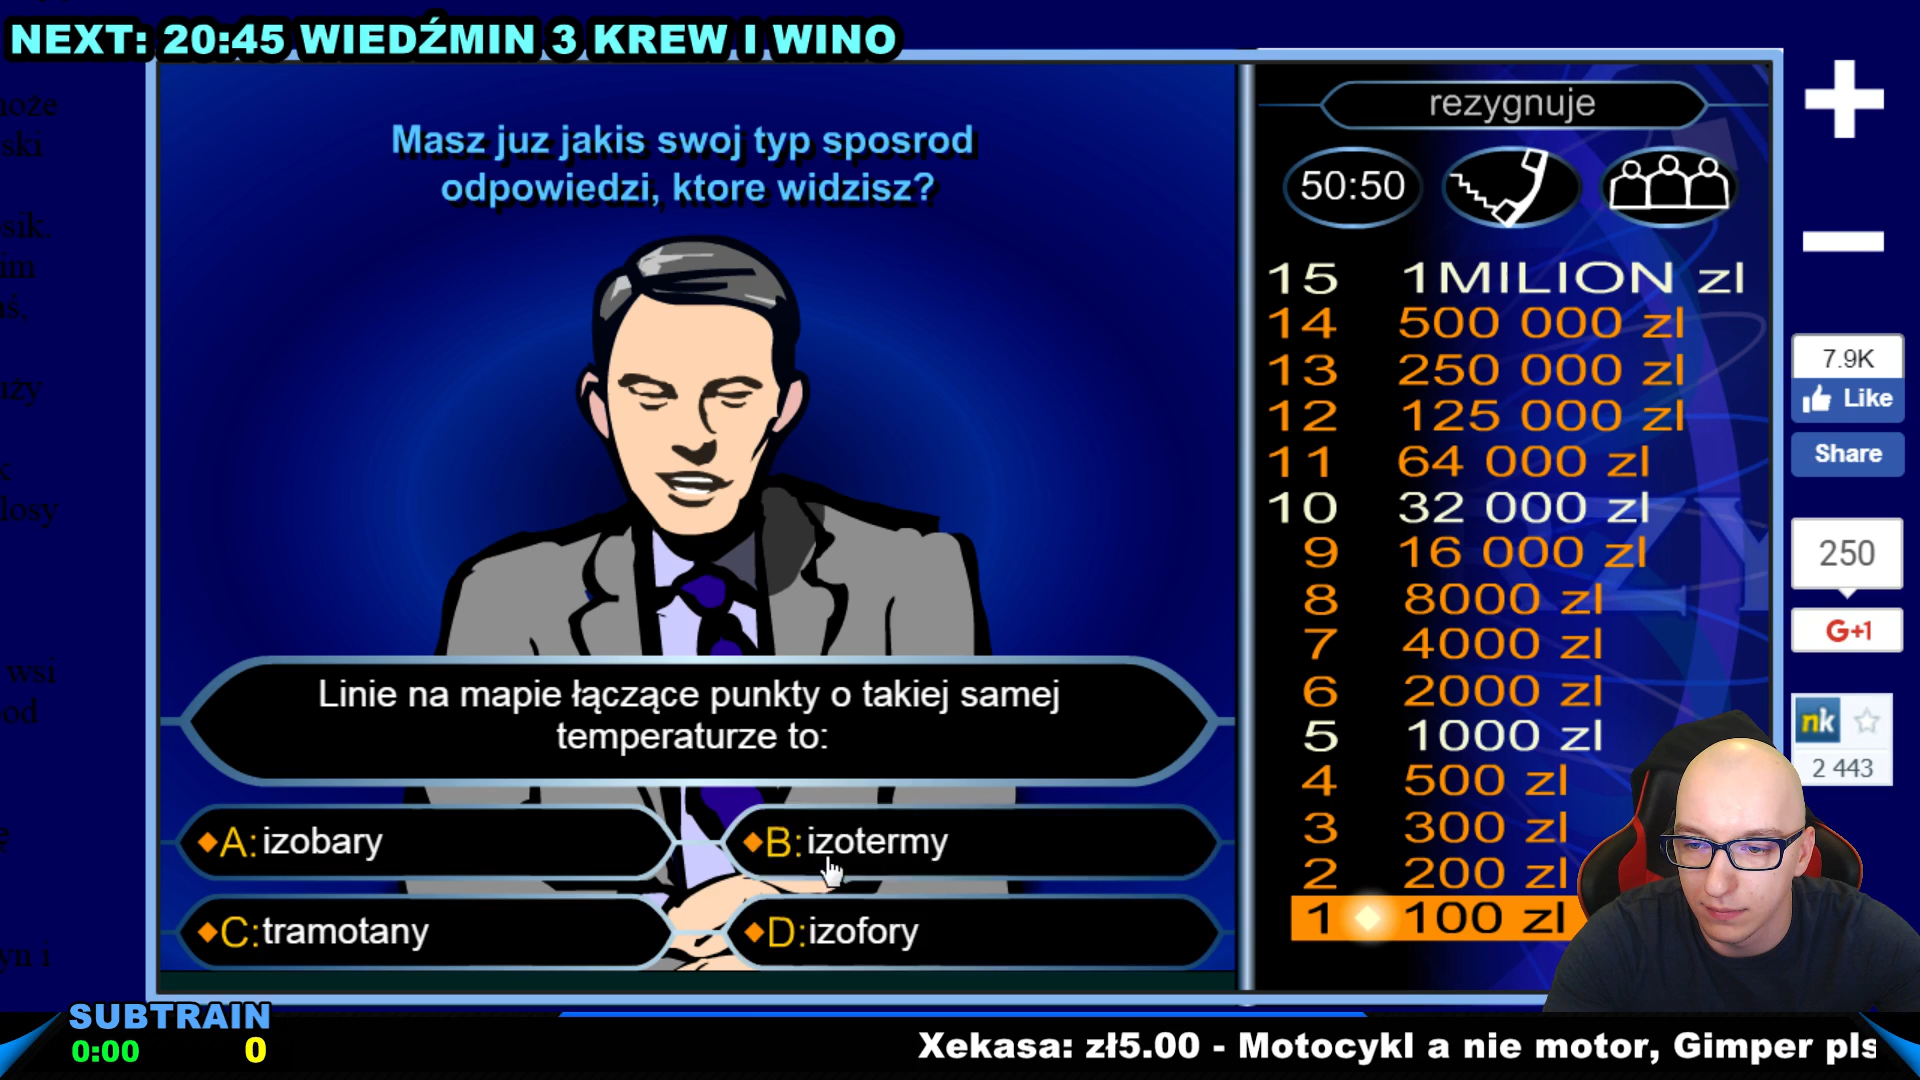 NEXT: 20:45 WIEDŹMIN 3 KREW I WINO
Masz juz jakis swoj typ sposrod
odpowiedzi, ktore widzisz?
Linie na mapie łączące punkty o takiej samej
temperaturze to:
A: izobary
B: izotermy
C: tramotany
D: izofory
rezygnuje
50:50
15 1MILION zl
14 500 000 zl
13 250 000 zl
12 125 000 zl
11 64 000 zl
10 32 000 zl
9 16 000 zl
8 8000 zl
7 4000 zl
6 2000 zl
5 1000 zl
4 500 zl
3 300 zl
2 200 zl
1 100 zl
7.9K
Like
Share
250
G+1
nk
2 443
ski
sik.
im
wsi
od
SUBTRAIN
0:00 0
Xekasa: zł5.00 - Motocykl a nie motor, Gimper pls